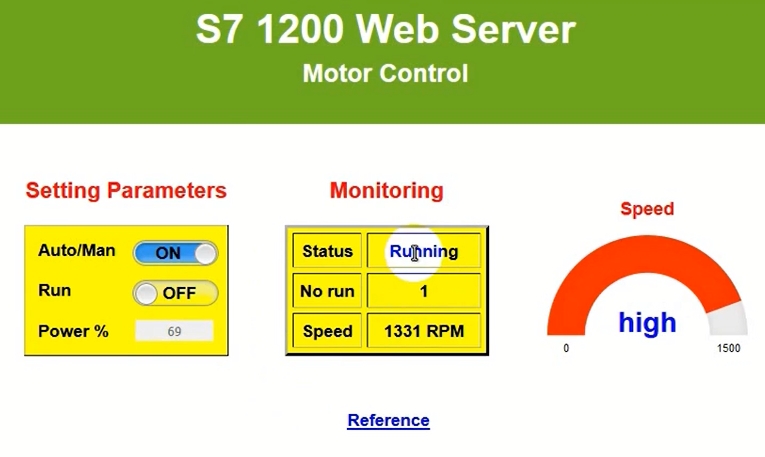 S7 1200 Web Server
Motor Control
Setting Parameters
Auto/Man ON
Run OFF
Power % 69
Monitoring
Status Running
No run 1
Speed 1331 RPM
Speed
high
0 1500
Reference